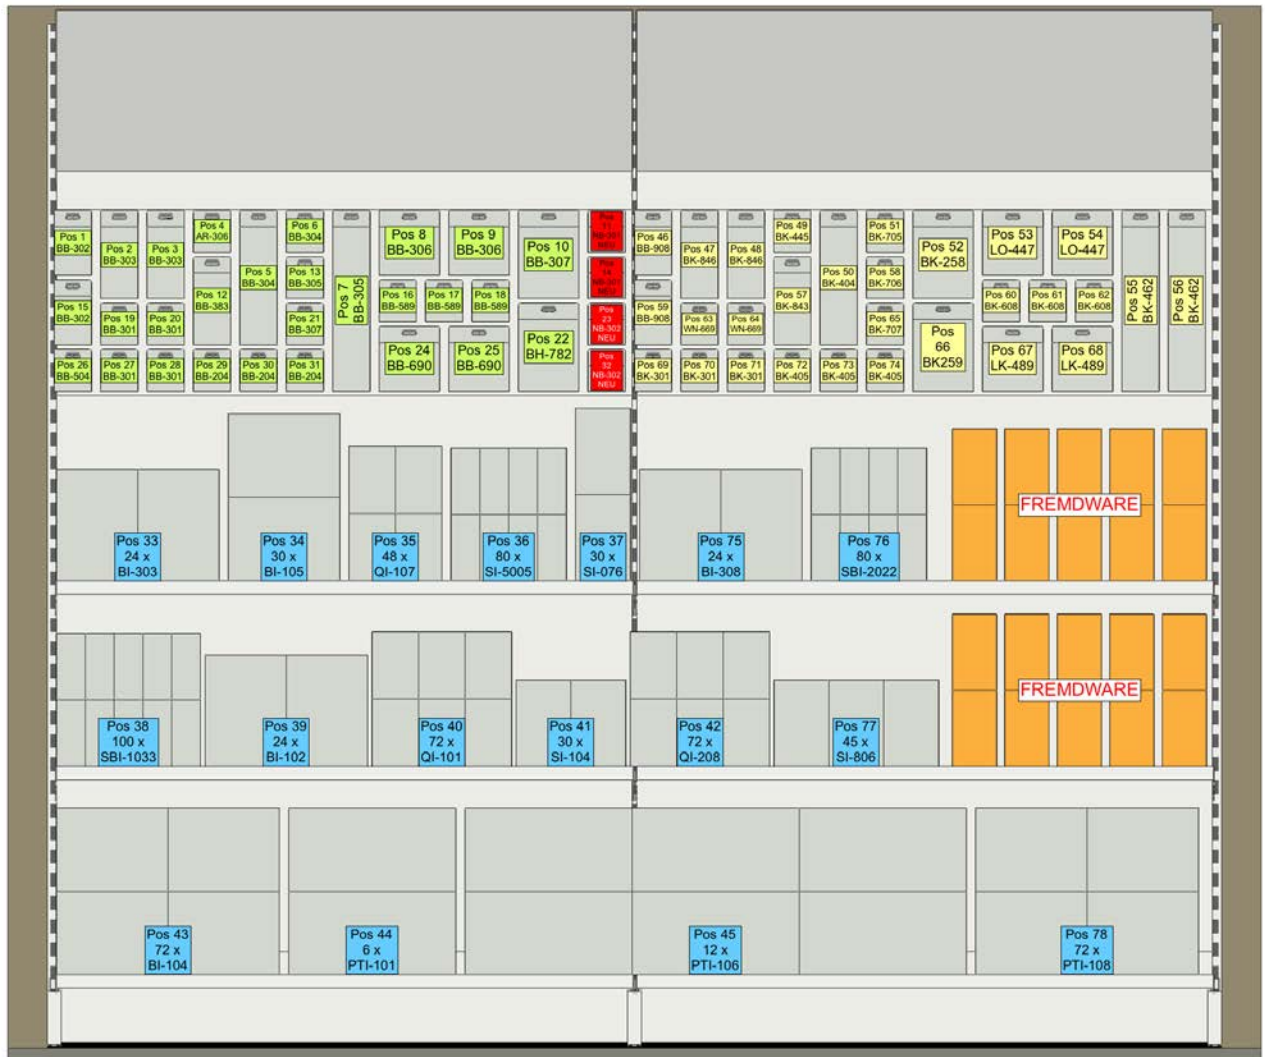 Pos 1
BB-302
Pos 2
BB-303
Pos 3
BB-303
Pos 4
AR-306
Pos 5
BB-304
Pos 6
BB-304
Pos 7
BB-305
Pos 8
BB-306
Pos 9
BB-306
Pos 10
BB-307
Pos
11
NB-301
NEU
Pos 12
BB-383
Pos 13
BB-305
Pos
14
NB-301
NEU
Pos 15
BB-302
Pos 16
BB-589
Pos 17
BB-589
Pos 18
BB-589
Pos 19
BB-301
Pos 20
BB-301
Pos 21
BB-307
Pos 22
BH-782
Pos
23
NB-302
NEU
Pos 24
BB-690
Pos 25
BB-690
Pos 26
BB-504
Pos 27
BB-301
Pos 28
BB-301
Pos 29
BB-204
Pos 30
BB-204
Pos 31
BB-204
Pos
32
NB-302
NEU
Pos 46
BB-908
Pos 47
BK-846
Pos 48
BK-846
Pos 49
BK-445
Pos 50
BK-404
Pos 51
BK-705
Pos 52
BK-258
Pos 53
LO-447
Pos 54
LO-447
Pos 55
BK-462
Pos 56
BK-462
Pos 57
BK-843
Pos 58
BK-706
Pos 59
BB-908
Pos 60
BK-608
Pos 61
BK-608
Pos 62
BK-608
Pos 63
WN-669
Pos 64
WN-669
Pos 65
BK-707
Pos
66
BK259
Pos 67
LK-489
Pos 68
LK-489
Pos 69
BK-301
Pos 70
BK-301
Pos 71
BK-301
Pos 72
BK-405
Pos 73
BK-405
Pos 74
BK-405
Pos 33
24 x
BI-303
Pos 34
30 x
BI-105
Pos 35
48 x
QI-107
Pos 36
80 x
SI-5005
Pos 37
30 x
SI-076
Pos 75
24 x
BI-308
Pos 76
80 x
SBI-2022
FREMDWARE
Pos 38
100 x
SBI-1033
Pos 39
24 x
BI-102
Pos 40
72 x
QI-101
Pos 41
30 x
SI-104
Pos 42
72 x
QI-208
Pos 77
45 x
SI-806
FREMDWARE
Pos 43
72 x
BI-104
Pos 44
6 x
PTI-101
Pos 45
12 x
PTI-106
Pos 78
72 x
PTI-108